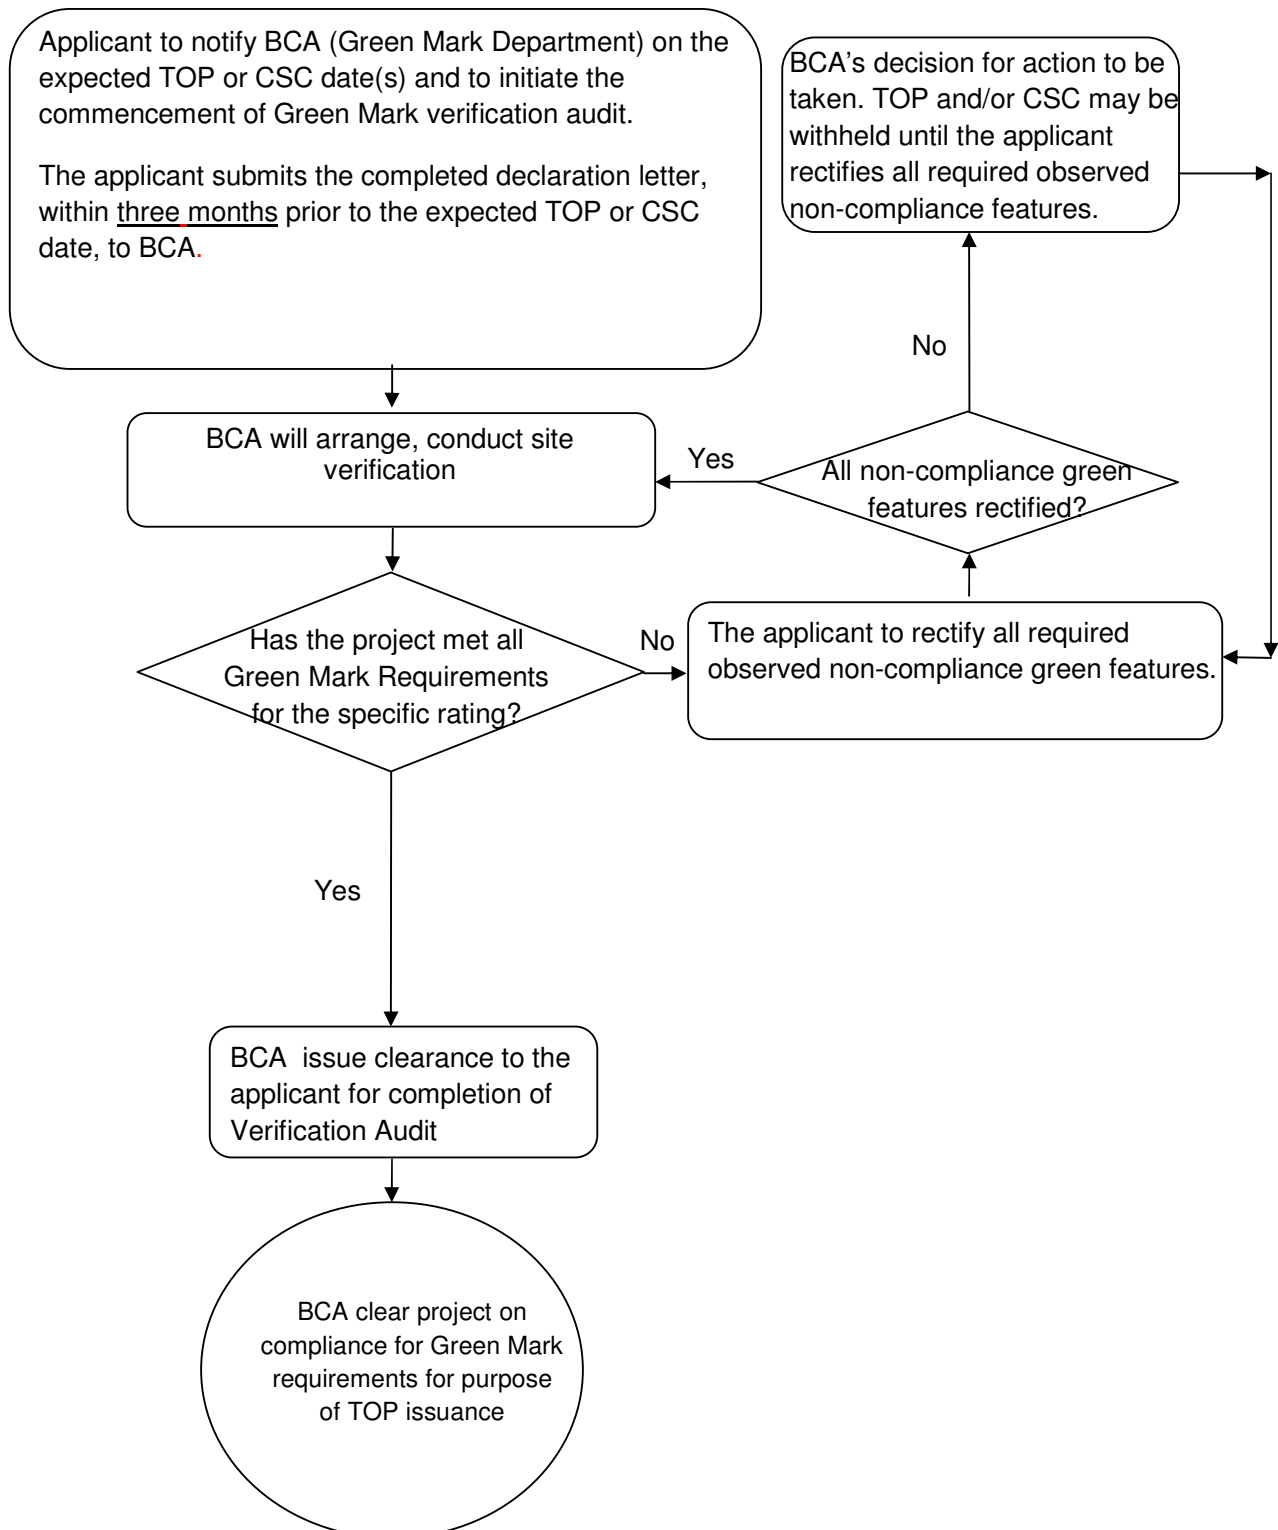 Applicant to notify BCA (Green Mark Department) on the
expected TOP or CSC date(s) and to initiate the
commencement of Green Mark verification audit.
The applicant submits the completed declaration letter,
within three months prior to the expected TOP or CSC
date, to BCA.
BCA's decision for action to be
taken. TOP and/or CSC may be
withheld until the applicant
rectifies all required observed
non-compliance features.
No
BCA will arrange, conduct site
verification
Yes
All non-compliance green
features rectified?
Has the project met all
Green Mark Requirements
for the specific rating?
No
The applicant to rectify all required
observed non-compliance green features.
Yes
BCA  issue clearance to the
applicant for completion of
Verification Audit
BCA clear project on
compliance for Green Mark
requirements for purpose
of TOP issuance